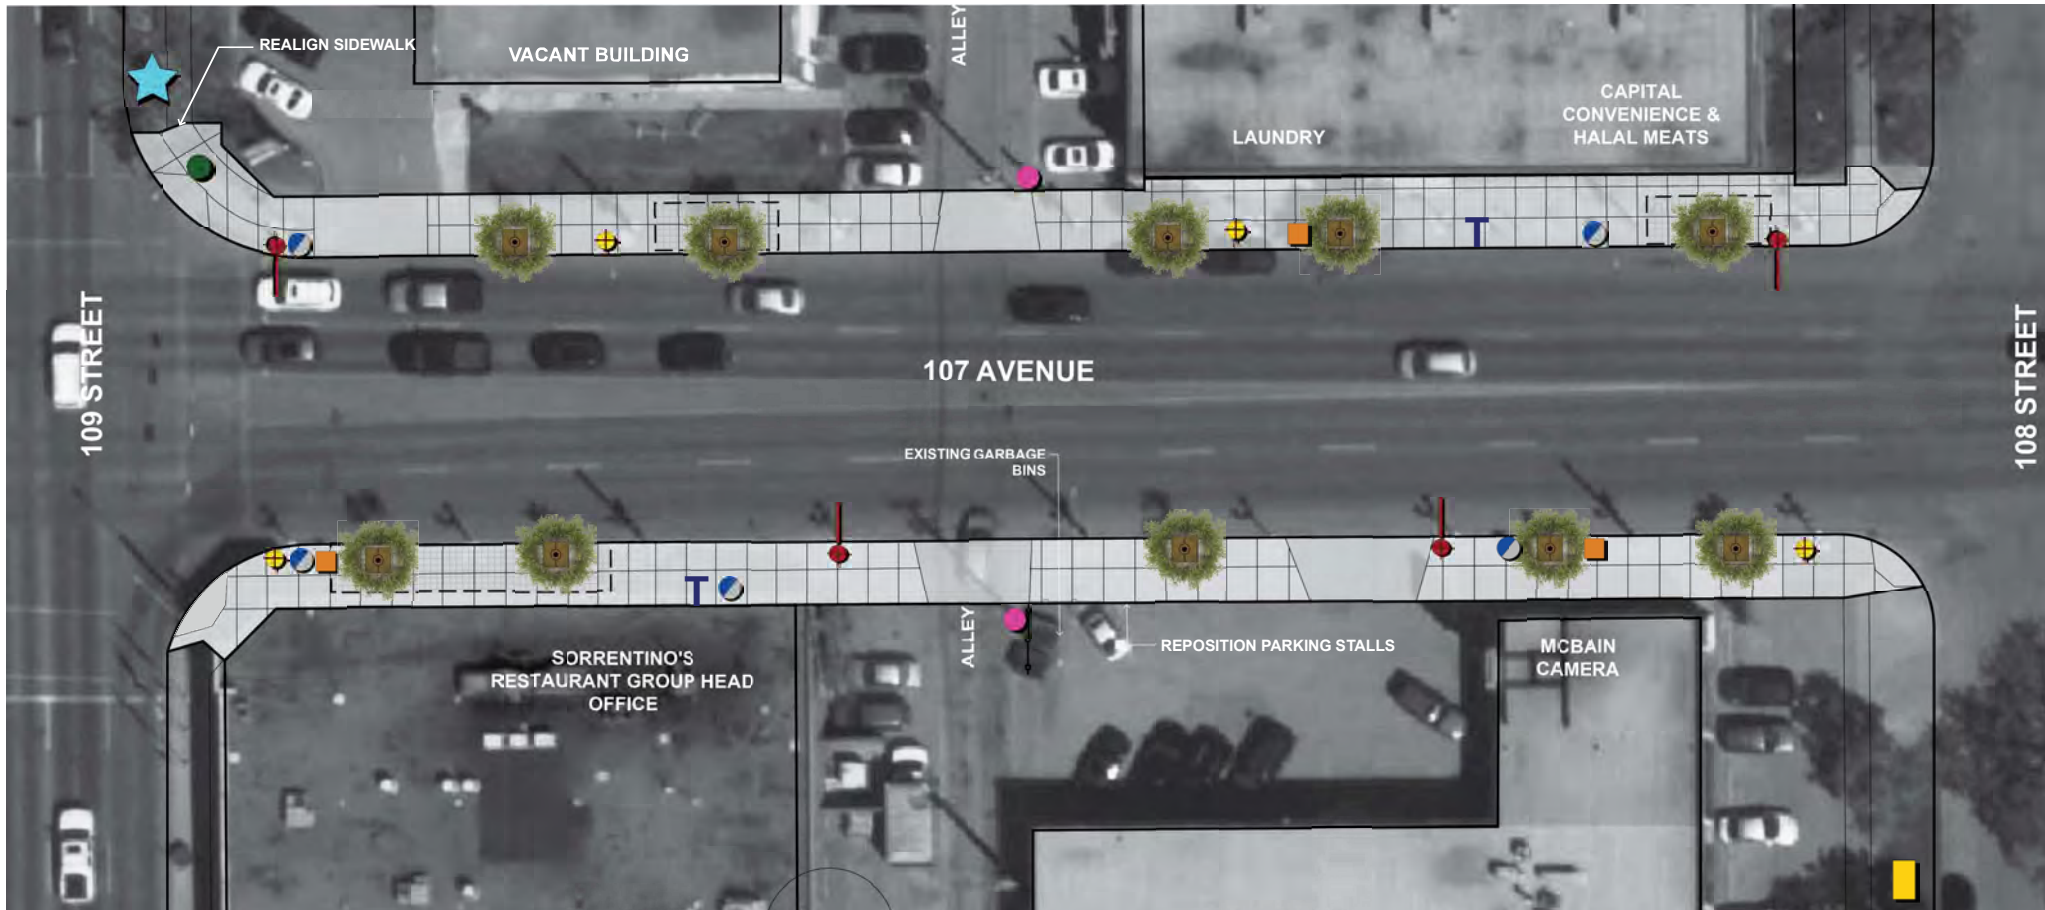 REALIGN SIDEWALK
VACANT BUILDING
ALLEY
LAUNDRY
CAPITAL
CONVENIENCE &
HALAL MEATS
T
109 STREET
107 AVENUE
108 STREET
EXISTING GARBAGE
BINS
T
ALLEY
REPOSITION PARKING STALLS
SORRENTINO'S
RESTAURANT GROUP HEAD
OFFICE
MCBAIN
CAMERA